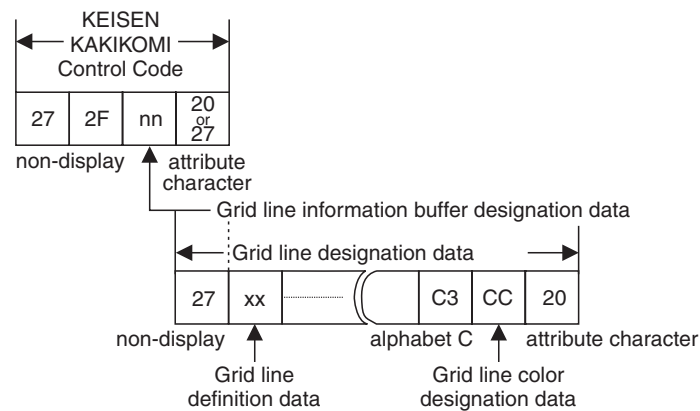 KEISEN
KAKIKOMI
Control Code
27 2F nn 20 or 27
non-display attribute character
Grid line information buffer designation data
Grid line designation data
27 xx C3 CC 20
non-display alphabet C attribute character
Grid line definition data
Grid line color designation data